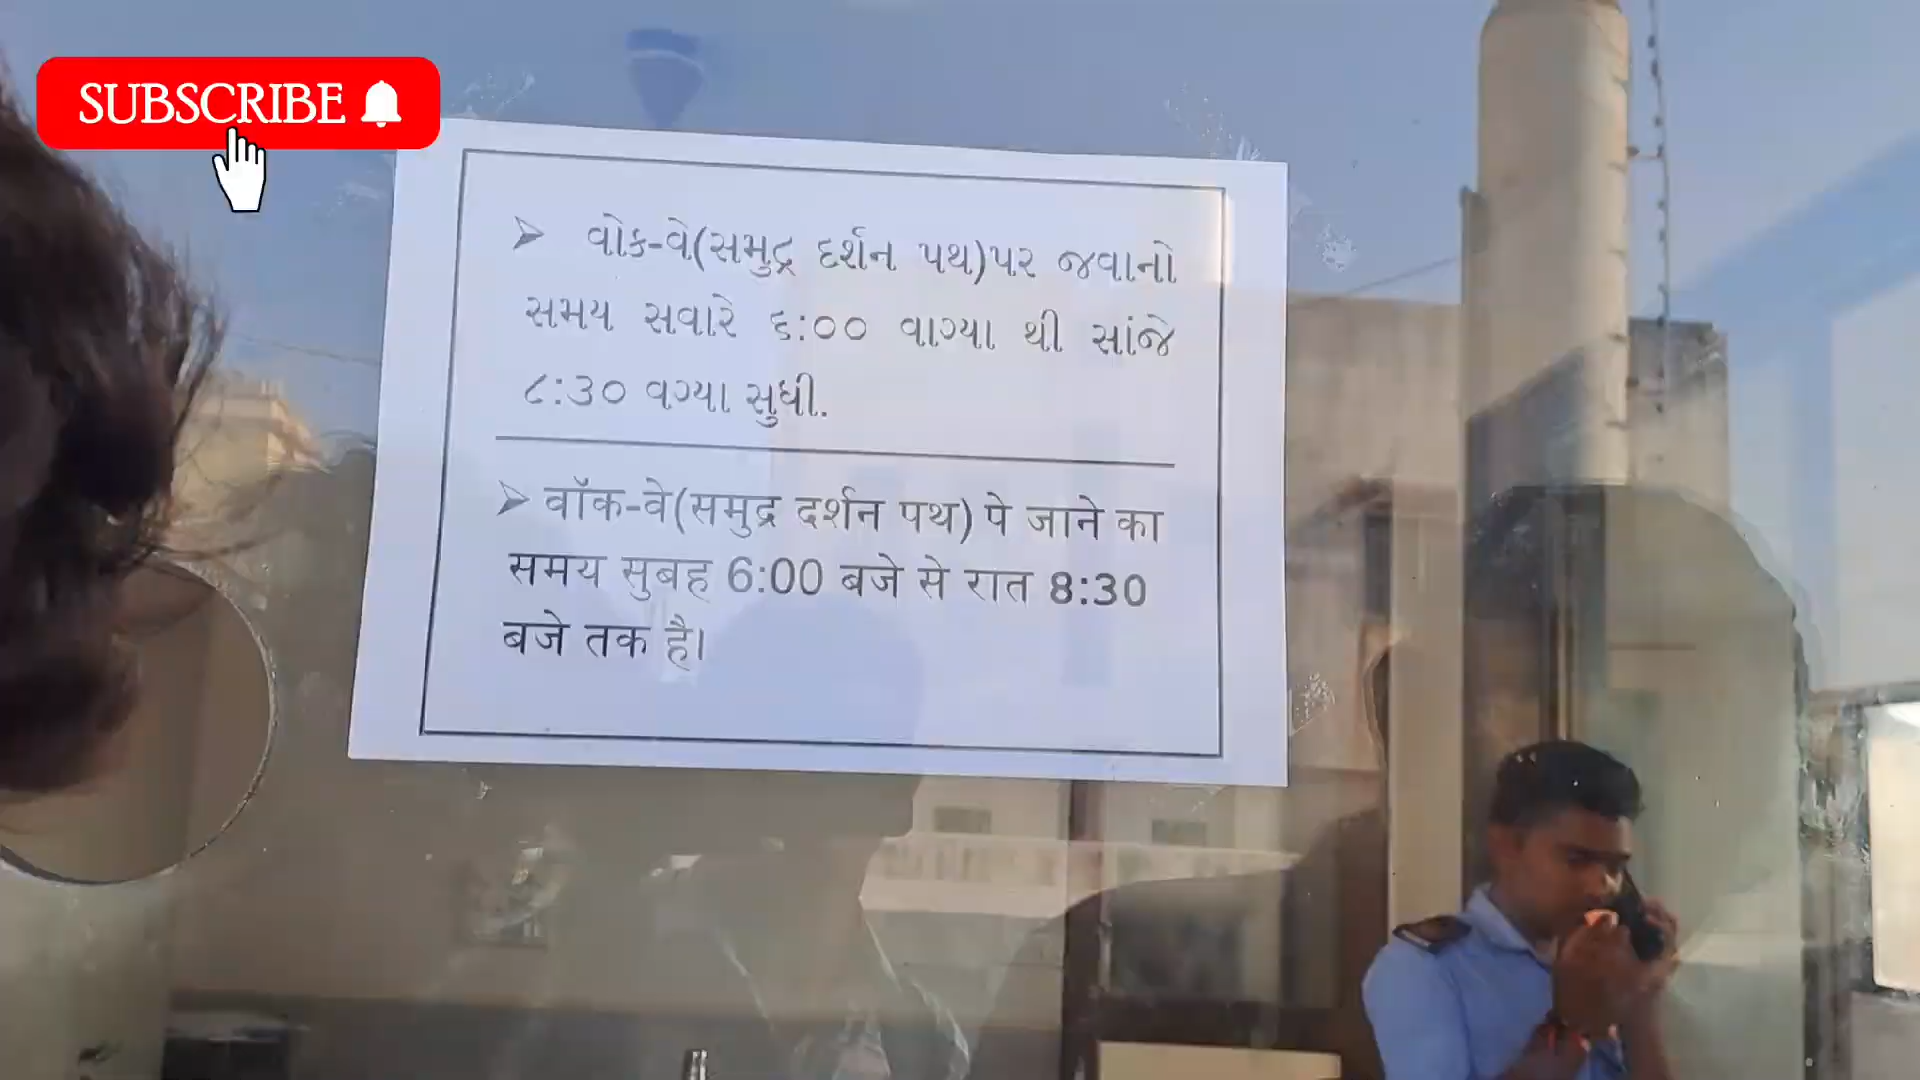 SUBSCRIBE
➢ વોક-વે(સમુદ્ર દર્શન પથ)પર જવાનો
સમય સવારે ૬:૦૦ વાગ્યા થી સાંજે
૮:૩૦ વગ્યા સુધી.
➢ वॉक-वे(समुद्र दर्शन पथ) पे जाने का
समय सुबह 6:00 बजे से रात 8:30
बजे तक है।